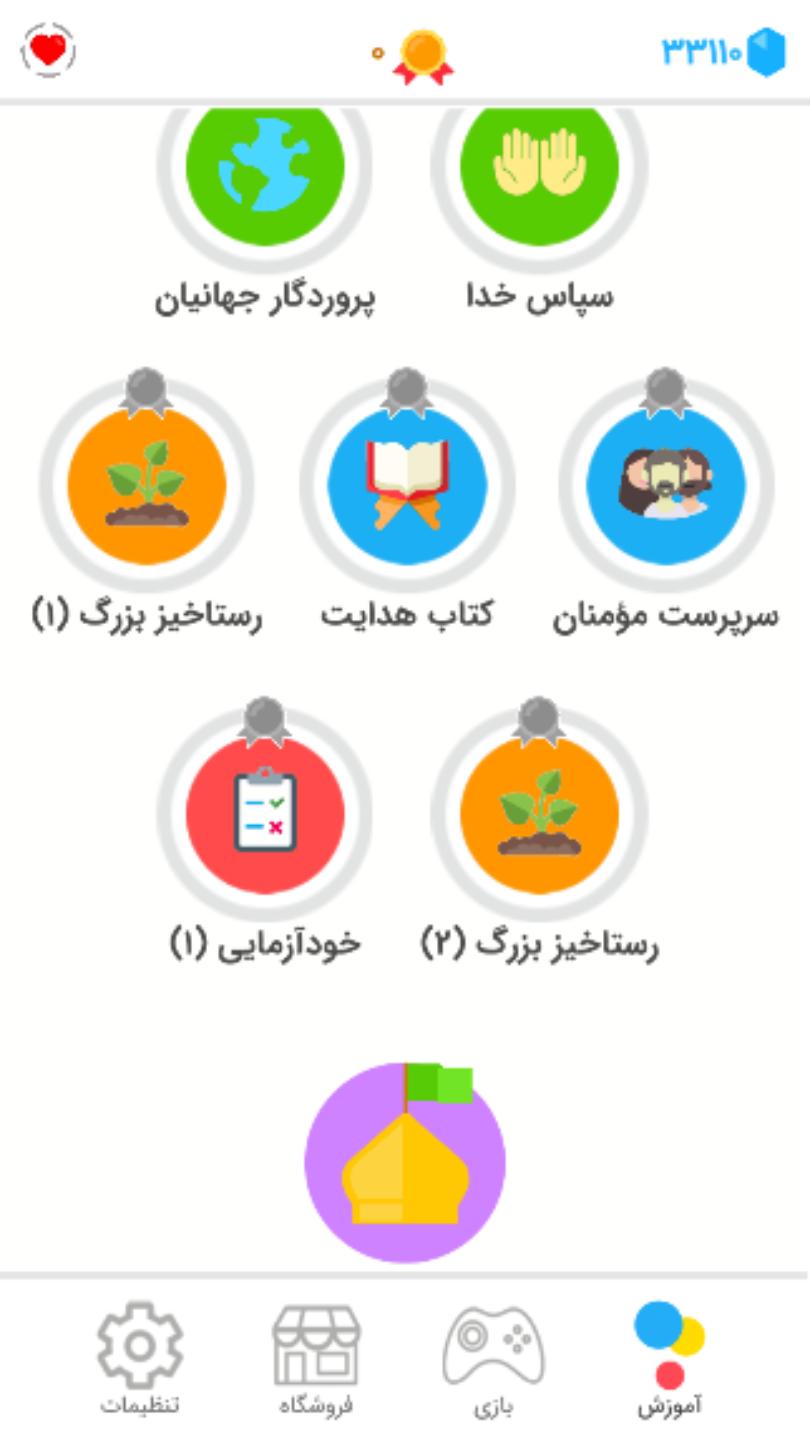 ۳۳۱۱۰
۰
سپاس خدا
پروردگار جهانیان
سرپرست مؤمنان
کتاب هدایت
رستاخیز بزرگ (۱)
رستاخیز بزرگ (۲)
خودآزمایی (۱)
آموزش
بازی
فروشگاه
تنظیمات